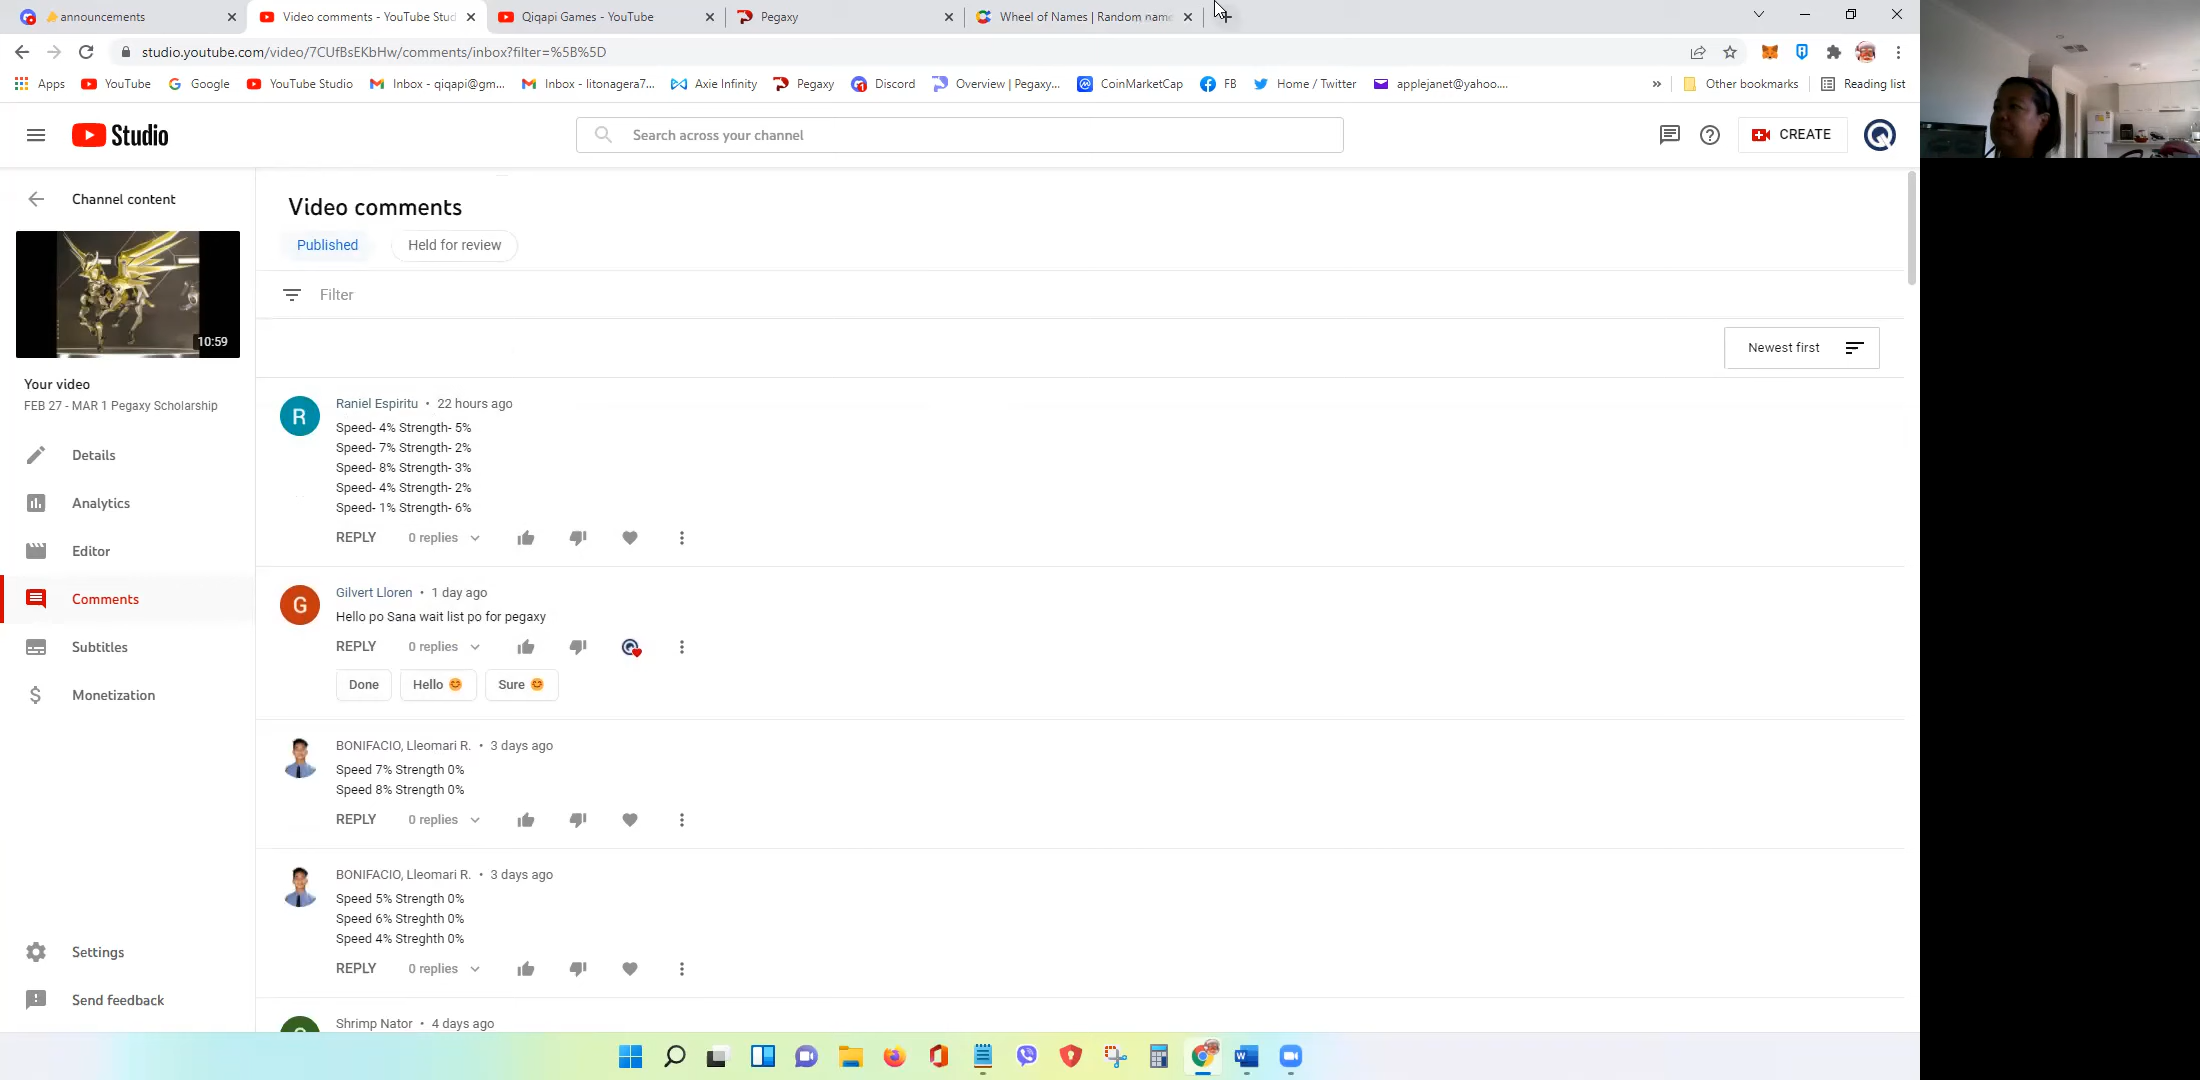 announcements
Video comments - YouTube Stud
Qiqapi Games - YouTube
Pegaxy
Wheel of Names | Random name
studio.youtube.com/video/7CUfBsEKbHw/comments/inbox?filter=%5B%5D
Apps
YouTube
Google
YouTube Studio
Inbox - qiqapi@gm...
Inbox - litonagera7...
Axie Infinity
Pegaxy
Discord
Overview | Pegaxy...
CoinMarketCap
FB
Home / Twitter
applejanet@yahoo....
»
Other bookmarks
Reading list
Studio
Search across your channel
CREATE
Channel content
10:59
Your video
FEB 27 - MAR 1 Pegaxy Scholarship
Details
Analytics
Editor
Comments
Subtitles
Monetization
Settings
Send feedback
Video comments
Published
Held for review
Filter
Newest first
R
Raniel Espiritu • 22 hours ago
Speed- 4% Strength- 5%
Speed- 7% Strength- 2%
Speed- 8% Strength- 3%
Speed- 4% Strength- 2%
Speed- 1% Strength- 6%
REPLY 0 replies
G
Gilvert Lloren • 1 day ago
Hello po Sana wait list po for pegaxy
REPLY 0 replies
Done
Hello 😊
Sure 😊
BONIFACIO, Lleomari R. • 3 days ago
Speed 7% Strength 0%
Speed 8% Strength 0%
REPLY 0 replies
BONIFACIO, Lleomari R. • 3 days ago
Speed 5% Strength 0%
Speed 6% Streghth 0%
Speed 4% Streghth 0%
REPLY 0 replies
Shrimp Nator • 4 days ago